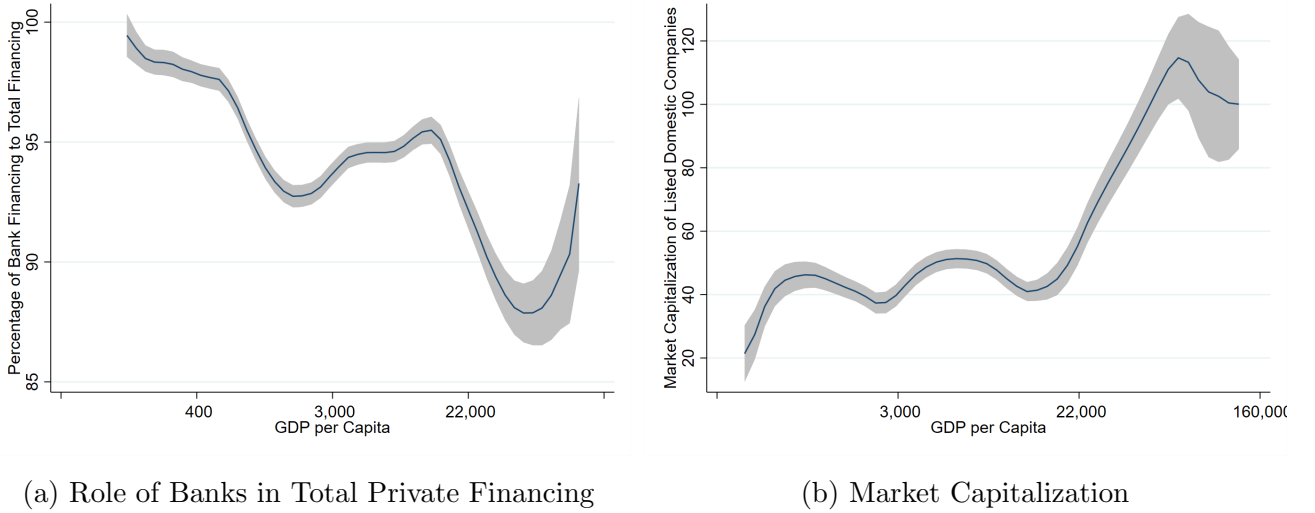 Percentage of Bank Financing to Total Financing
100
95
90
85
400
3,000
22,000
GDP per Capita
(a) Role of Banks in Total Private Financing
Market Capitalization of Listed Domestic Companies
120
100
80
60
40
20
3,000
22,000
160,000
GDP per Capita
(b) Market Capitalization